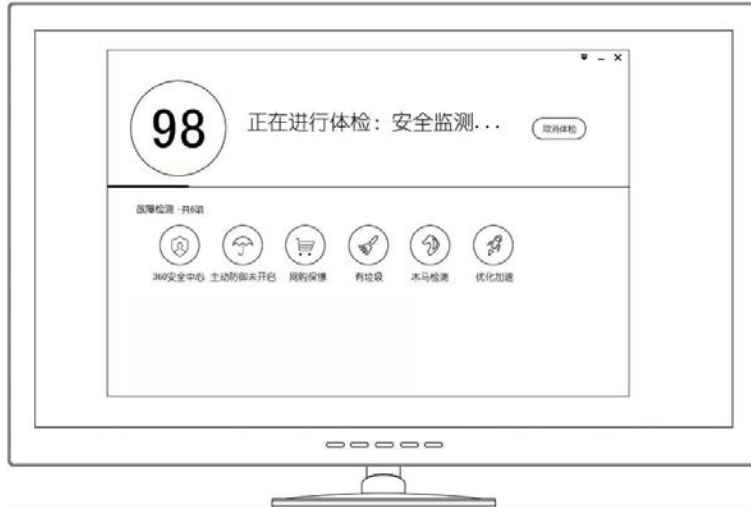 98
正在进行体检：安全监测...
取消体检
故障检测 -共6项
360安全中心 主动防御未开启 网购保镖 有垃圾 木马检测 优化加速